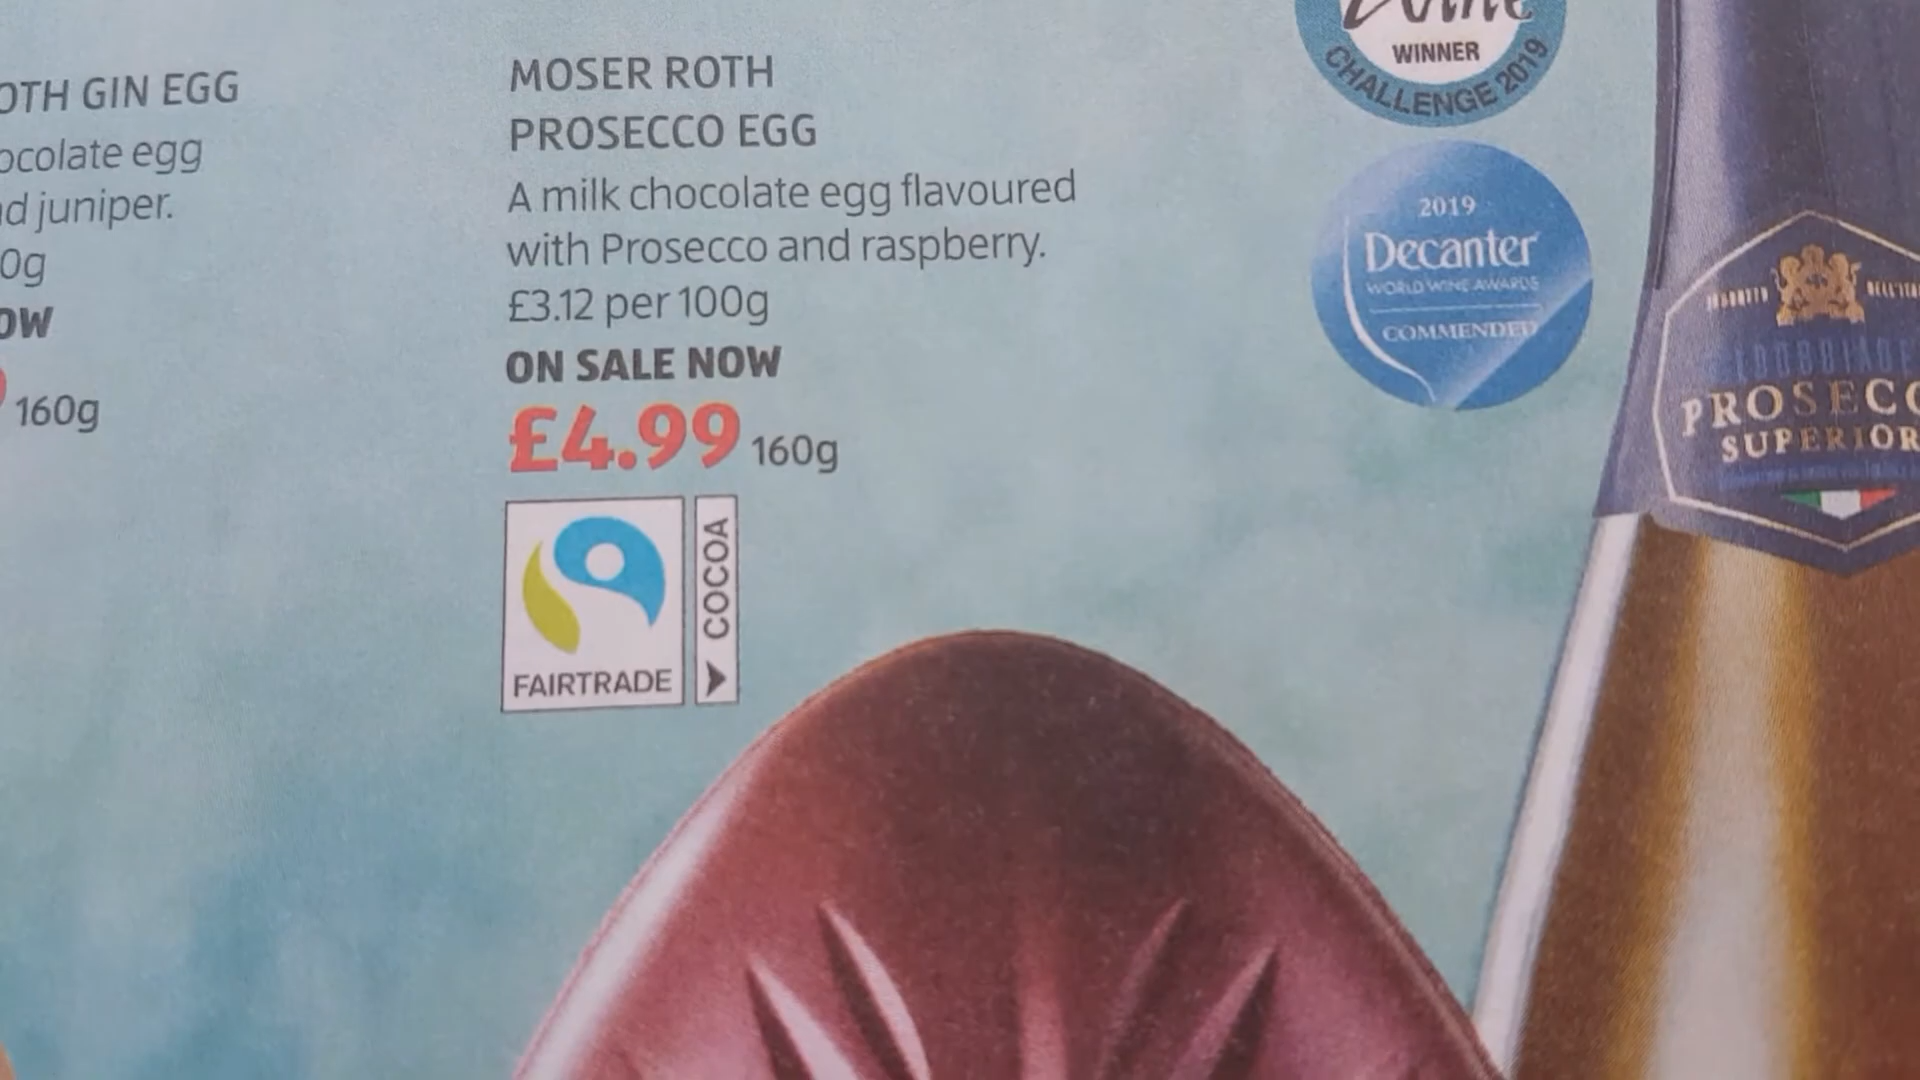 OTH GIN EGG
ocolate egg
d juniper.
0g
OW
160g
MOSER ROTH
PROSECCO EGG
A milk chocolate egg flavoured
with Prosecco and raspberry.
£3.12 per 100g
ON SALE NOW
£4.99 160g
FAIRTRADE
COCOA
WINNER
CHALLENGE 2019
2019
Decanter
WORLD WINE AWARDS
COMMENDED
PROSECC
SUPERIOR